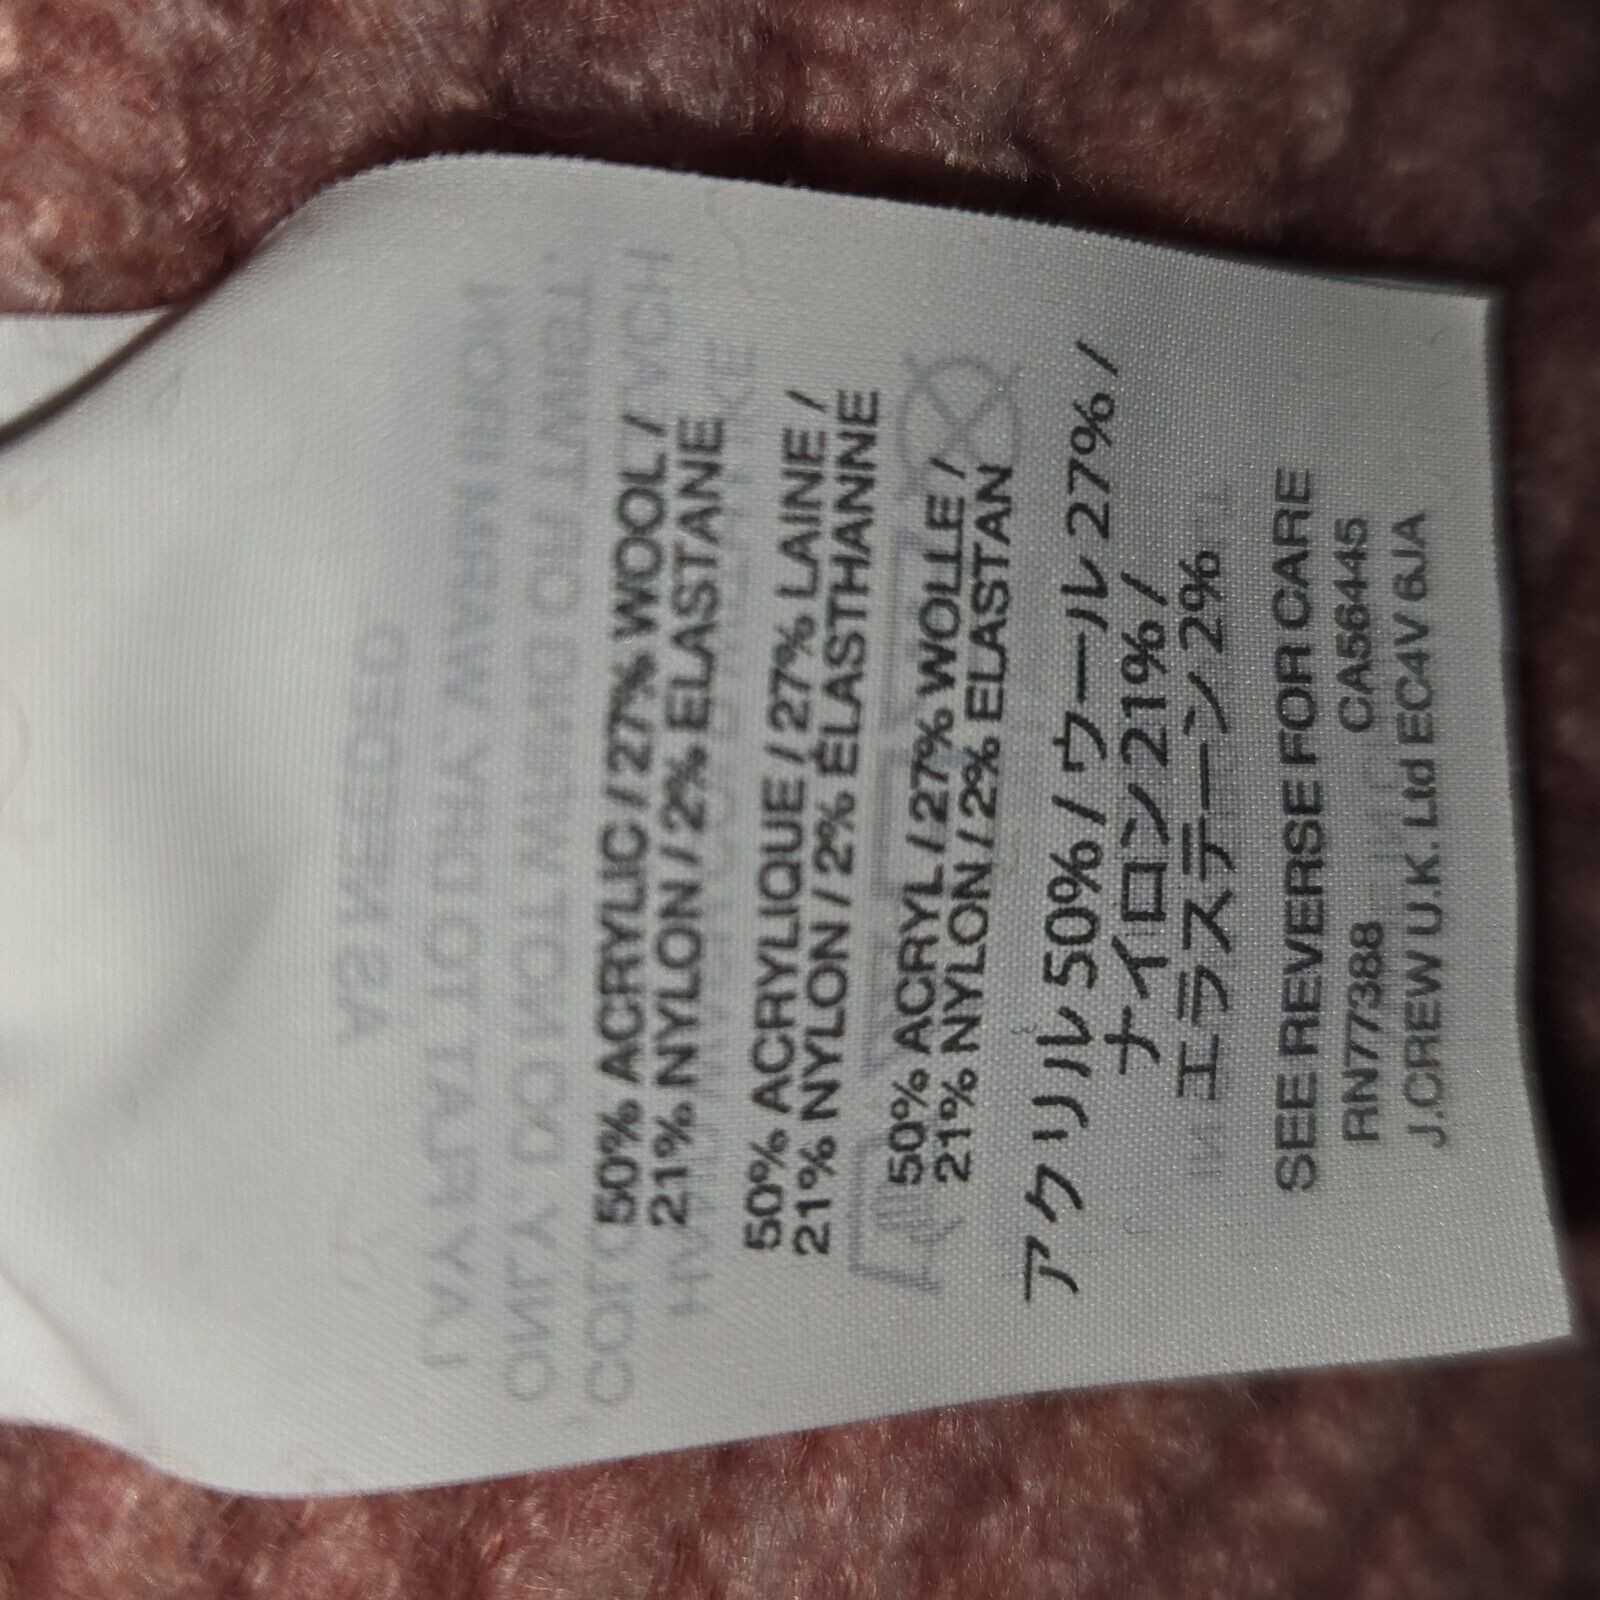 50% ACRYLIC / 27% WOOL /
21% NYLON / 2% ELASTANE
50% ACRYLIQUE / 27% LAINE /
21% NYLON / 2% ÉLASTHANNE
50% ACRYL / 27% WOLLE /
21% NYLON / 2% ELASTAN
アクリル 50% / ウール 27% /
ナイロン 21% /
エラステーン 2%
SEE REVERSE FOR CARE
RN77388 CA56445
J.CREW U.K. Ltd EC4V 6JA